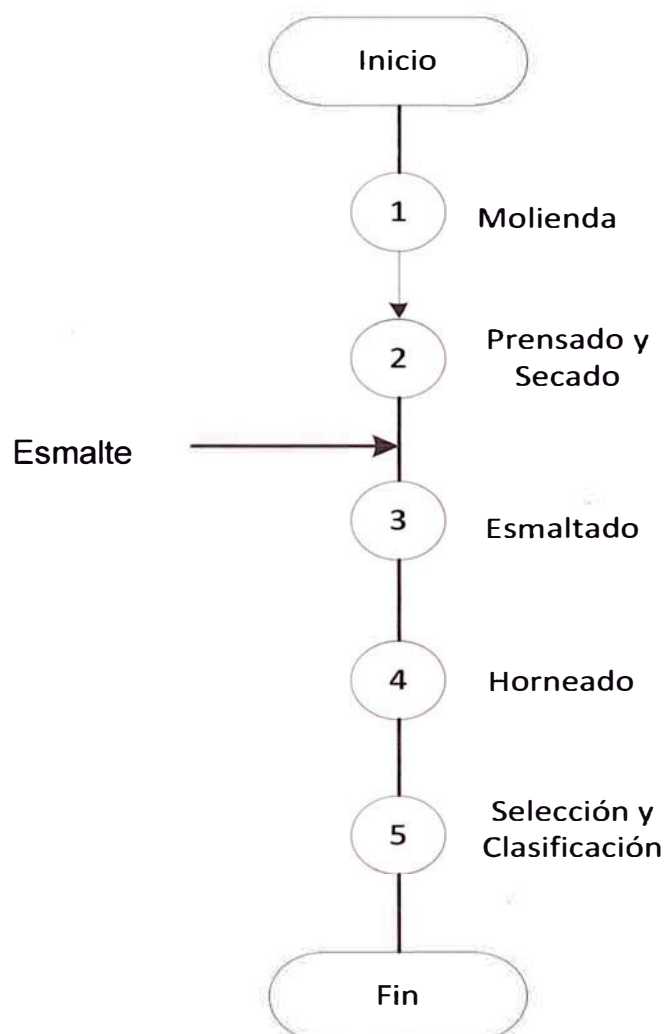 Inicio
1
Molienda
2
Prensado y
Secado
Esmalte
3
Esmaltado
4
Horneado
5
Selección y
Clasificación
Fin